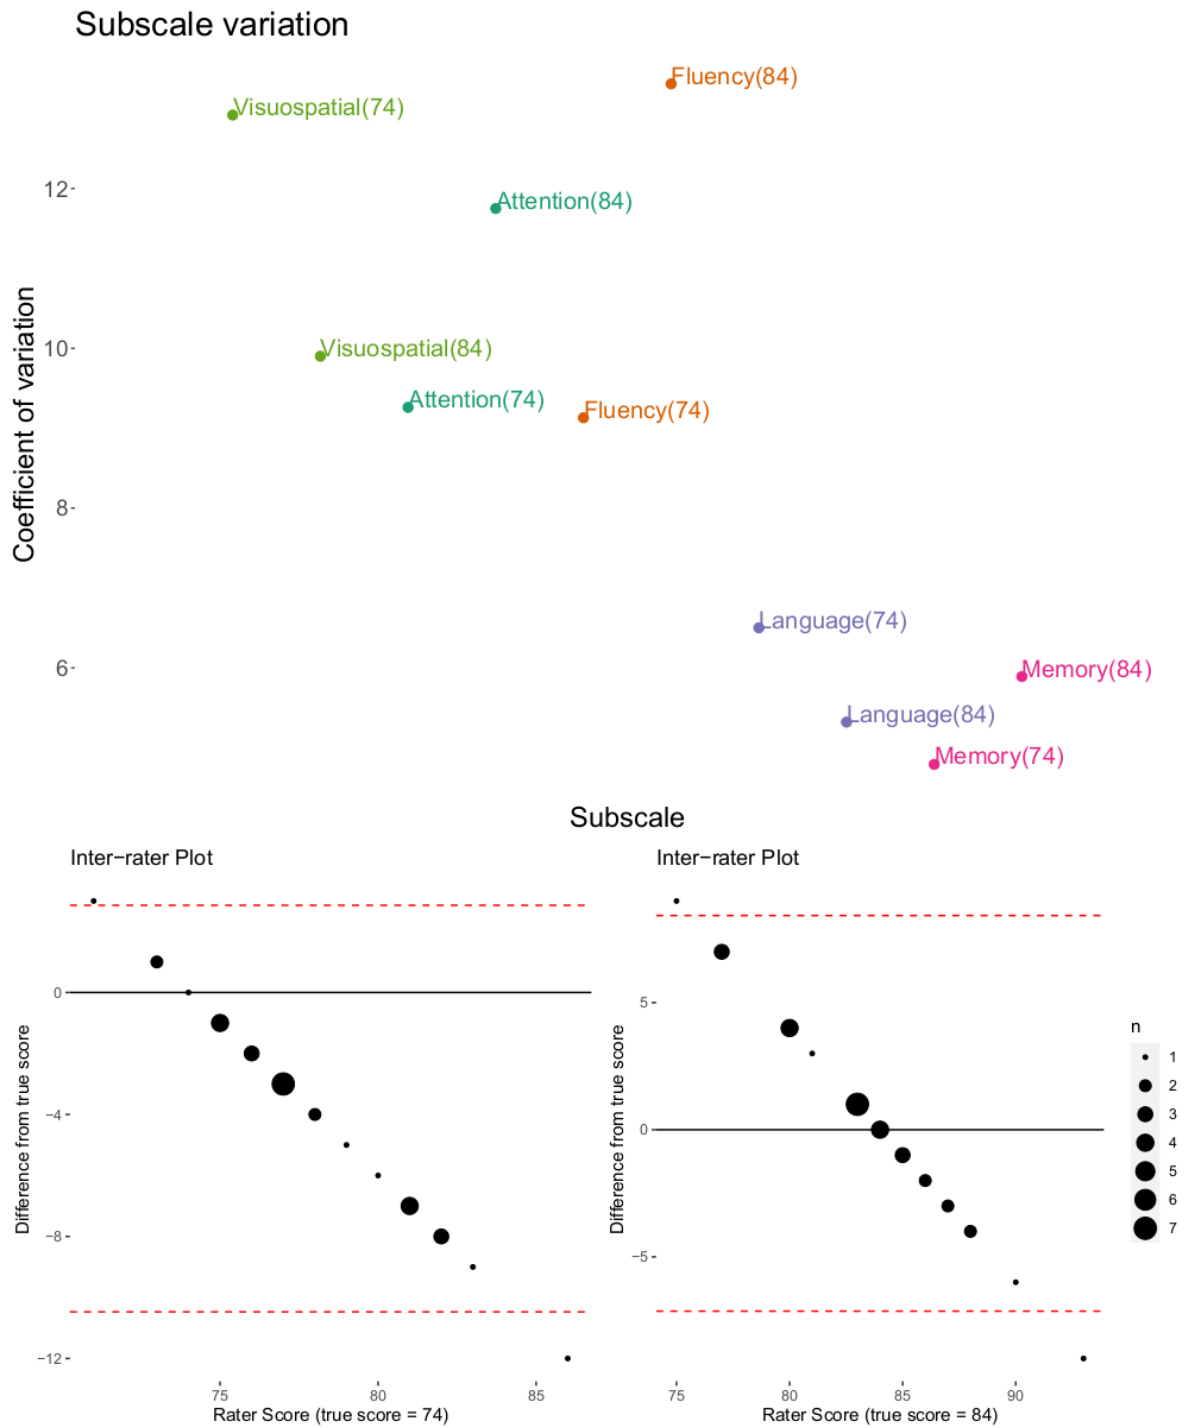 Subscale variation
Fluency(84)
Visuospatial(74)
12
Attention(84)
Coefficient of variation
10
Visuospatial(84)
Attention(74)
Fluency(74)
8
Language(74)
6
Memory(84)
Language(84)
Memory(74)
Subscale
Inter−rater Plot
Difference from true score
0
−4
−8
−12
75
80
85
Rater Score (true score = 74)
Inter−rater Plot
Difference from true score
5
0
−5
75
80
85
90
Rater Score (true score = 84)
n
1
2
3
4
5
6
7